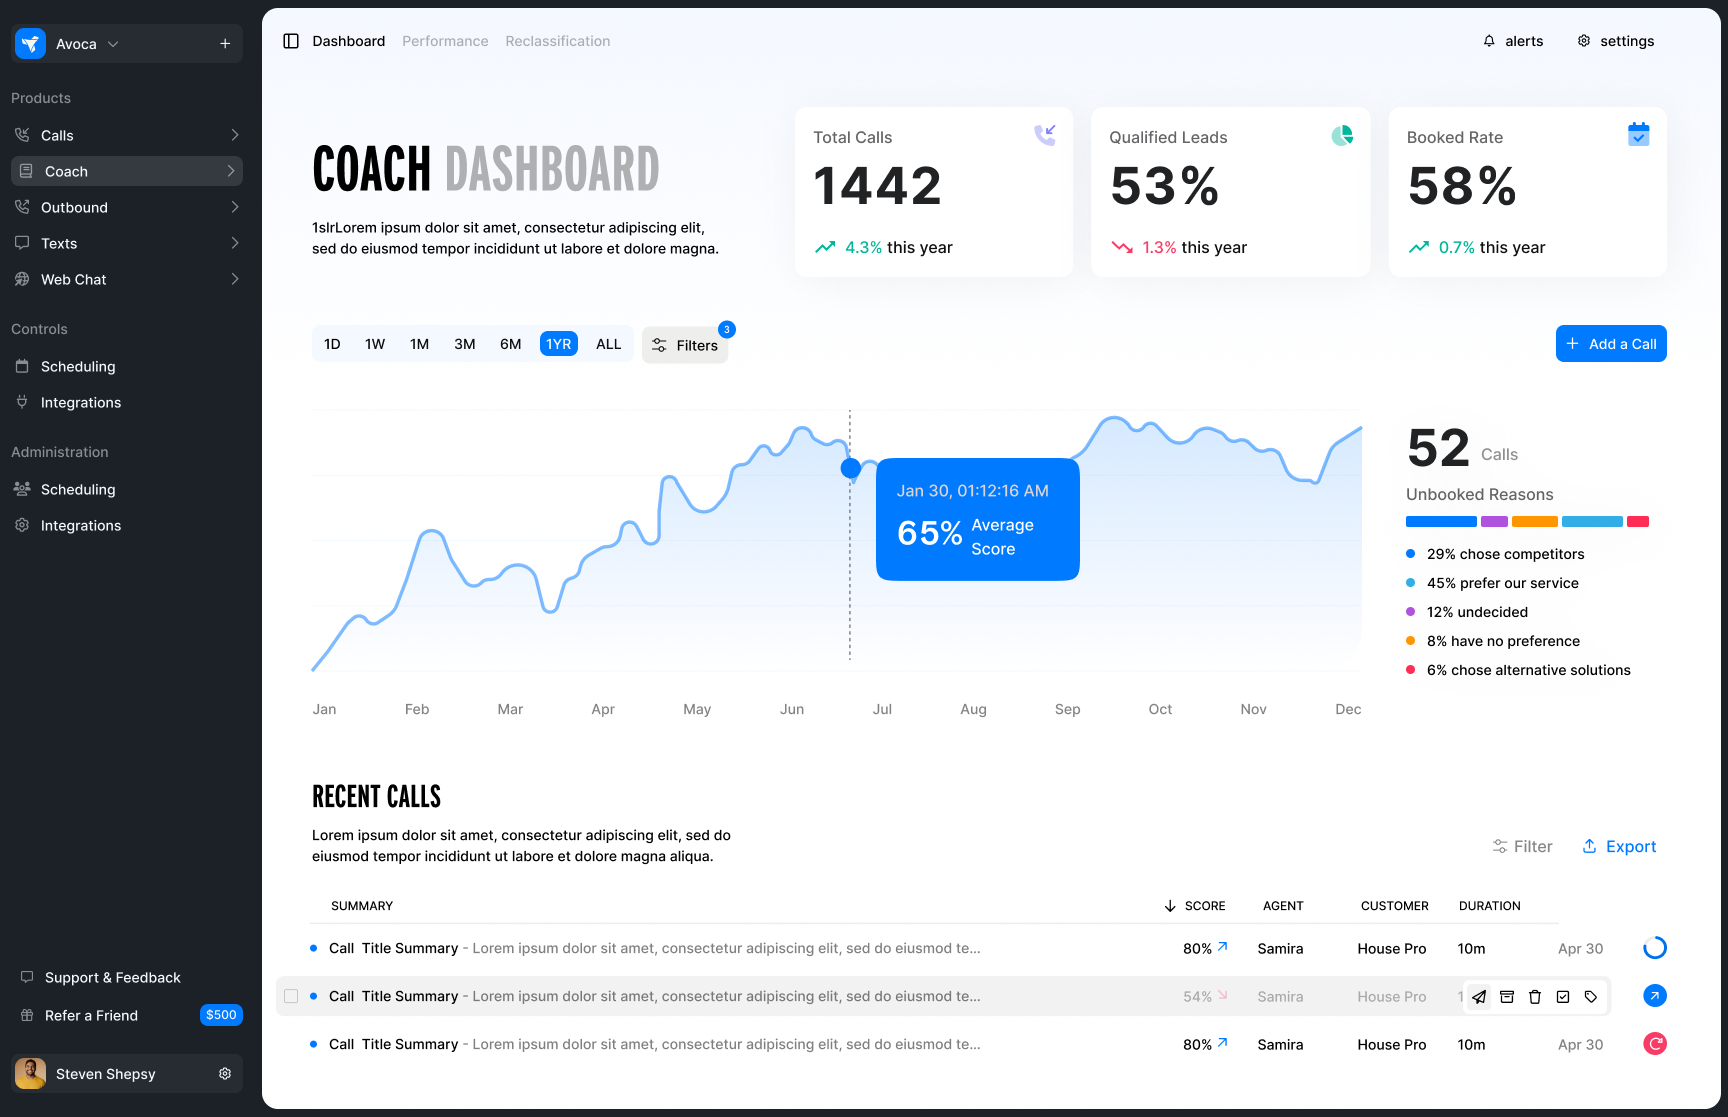 Avoca
Products
Calls
Coach
Outbound
Texts
Web Chat
Controls
Scheduling
Integrations
Administration
Scheduling
Integrations
Support & Feedback
Refer a Friend $500
Steven Shepsy
Dashboard Performance Reclassification
alerts settings
COACH DASHBOARD
1slrLorem ipsum dolor sit amet, consectetur adipiscing elit,
sed do eiusmod tempor incididunt ut labore et dolore magna.
Total Calls
1442
4.3% this year
Qualified Leads
53%
1.3% this year
Booked Rate
58%
0.7% this year
1D 1W 1M 3M 6M 1YR ALL Filters 3
Add a Call
Jan 30, 01:12:16 AM
65% Average
Score
Jan Feb Mar Apr May Jun Jul Aug Sep Oct Nov Dec
52 Calls
Unbooked Reasons
29% chose competitors
45% prefer our service
12% undecided
8% have no preference
6% chose alternative solutions
RECENT CALLS
Lorem ipsum dolor sit amet, consectetur adipiscing elit, sed do
eiusmod tempor incididunt ut labore et dolore magna aliqua.
Filter Export
SUMMARY SCORE AGENT CUSTOMER DURATION
Call Title Summary - Lorem ipsum dolor sit amet, consectetur adipiscing elit, sed do eiusmod te... 80% Samira House Pro 10m Apr 30
Call Title Summary - Lorem ipsum dolor sit amet, consectetur adipiscing elit, sed do eiusmod te... 54% Samira House Pro 1
Call Title Summary - Lorem ipsum dolor sit amet, consectetur adipiscing elit, sed do eiusmod te... 80% Samira House Pro 10m Apr 30